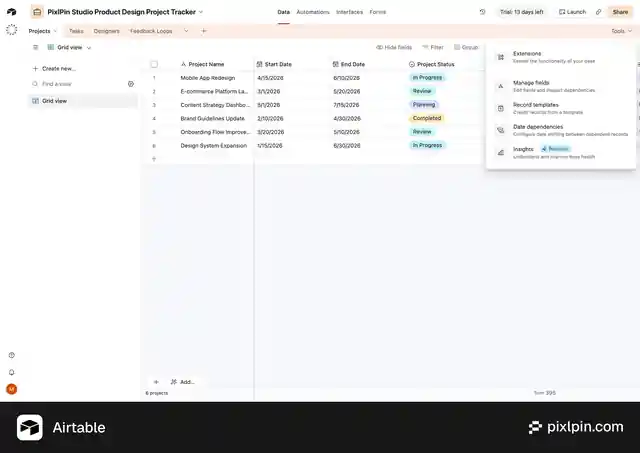 PixlPin Studio Product Design Project Tracker
Data Automations Interfaces Forms
Trial: 13 days left
Launch
Share
Projects Tasks Designers Feedback Loops
Tools
Grid view
Hide fields Filter Group
Create new...
Find a view
Grid view
Project Name Start Date End Date Project Status
1 Mobile App Redesign 4/15/2026 6/10/2026 In Progress
2 E-commerce Platform La... 3/1/2026 5/20/2026 Review
3 Content Strategy Dashbo... 5/1/2026 7/15/2026 Planning
4 Brand Guidelines Update 2/10/2026 4/30/2026 Completed
5 Onboarding Flow Improve... 3/20/2026 5/10/2026 Review
6 Design System Expansion 1/15/2026 6/30/2026 In Progress
Extensions
Extend the functionality of your base
Manage fields
Edit fields and inspect dependencies
Record templates
Create records from a template
Date dependencies
Configure date shifting between dependent records
Insights
Understand and improve base health
Add...
6 projects
M
Airtable
pixlpin.com